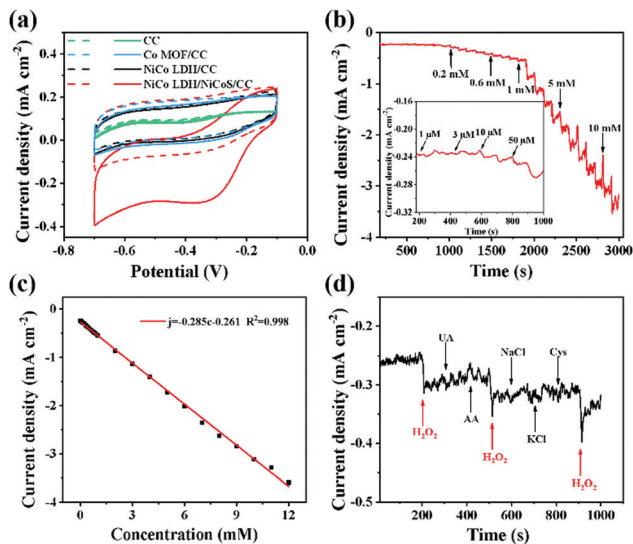 (a)
CC
Co MOF/CC
NiCo LDH/CC
NiCo LDH/NiCoS/CC
Current density (mA cm-2)
0.4
0.2
0.0
-0.2
-0.4
-0.8
-0.6
-0.4
-0.2
0.0
Potential (V)
(b)
Current density (mA cm-2)
0
-1
-2
-3
-4
0.2 mM
0.6 mM
1 mM
5 mM
10 mM
Current density (mA cm-2)
-0.16
-0.20
-0.24
-0.28
-0.32
1 μM
3 μM
10 μM
50 μM
200
400
600
800
1000
Time (s)
500
1000
1500
2000
2500
3000
Time (s)
(c)
j=-0.285c-0.261 R2=0.998
Current density (mA cm-2)
0
-1
-2
-3
-4
0
3
6
9
12
Concentration (mM)
(d)
Current density (mA cm-2)
-0.2
-0.3
-0.4
-0.5
UA
NaCl
Cys
AA
KCl
H2O2
H2O2
H2O2
0
200
400
600
800
1000
Time (s)